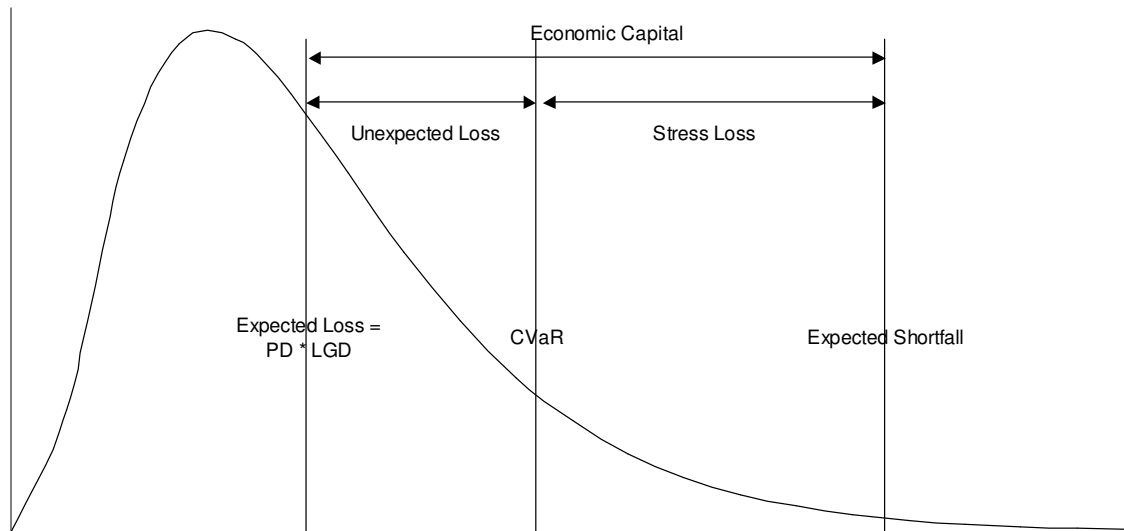 Economic Capital
Unexpected Loss
Stress Loss
Expected Loss =
PD * LGD
CVaR
Expected Shortfall